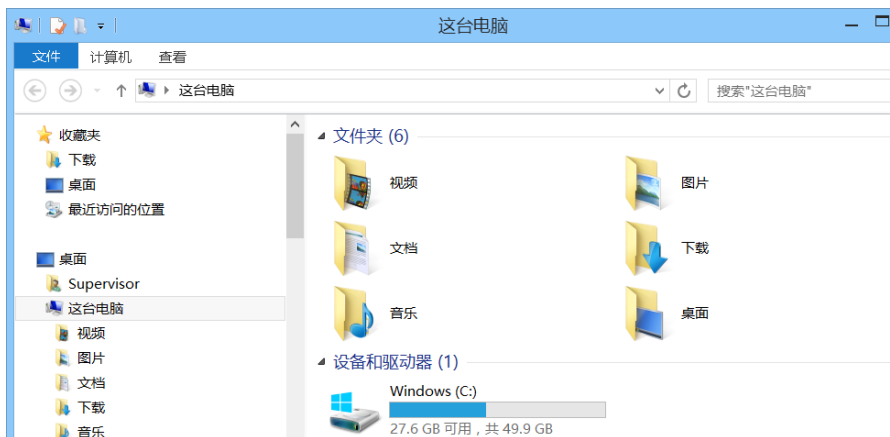 这台电脑
文件 计算机 查看
这台电脑 搜索"这台电脑"
收藏夹
下载
桌面
最近访问的位置
桌面
Supervisor
这台电脑
视频
图片
文档
下载
音乐
文件夹 (6)
视频 图片
文档 下载
音乐 桌面
设备和驱动器 (1)
Windows (C:)
27.6 GB 可用，共 49.9 GB